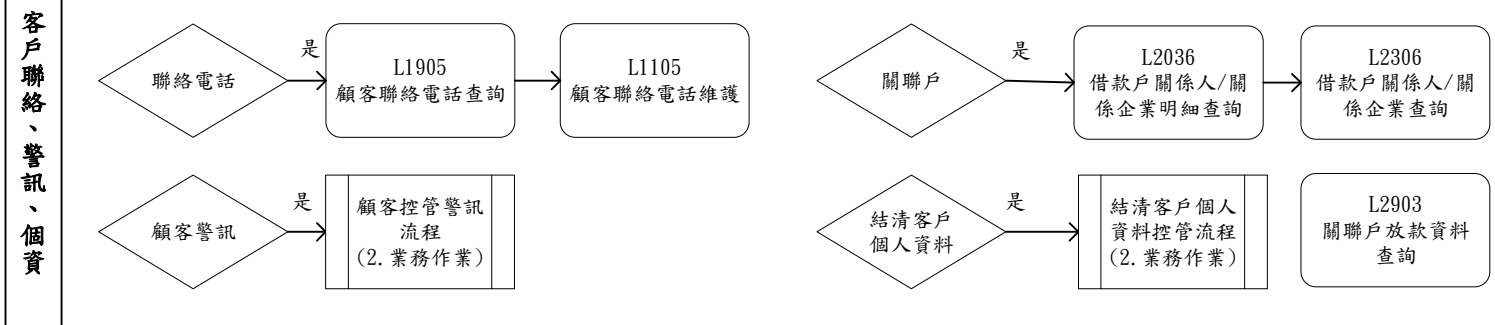 客戶聯絡、警訊、個資
聯絡電話
是
L1905
顧客聯絡電話查詢
L1105
顧客聯絡電話維護
關聯戶
是
L2036
借款戶關係人/關
係企業明細查詢
L2306
借款戶關係人/關
係企業查詢
顧客警訊
是
顧客控管警訊
流程
(2.業務作業)
結清客戶
個人資料
是
結清客戶個人
資料控管流程
(2.業務作業)
L2903
關聯戶放款資料
查詢